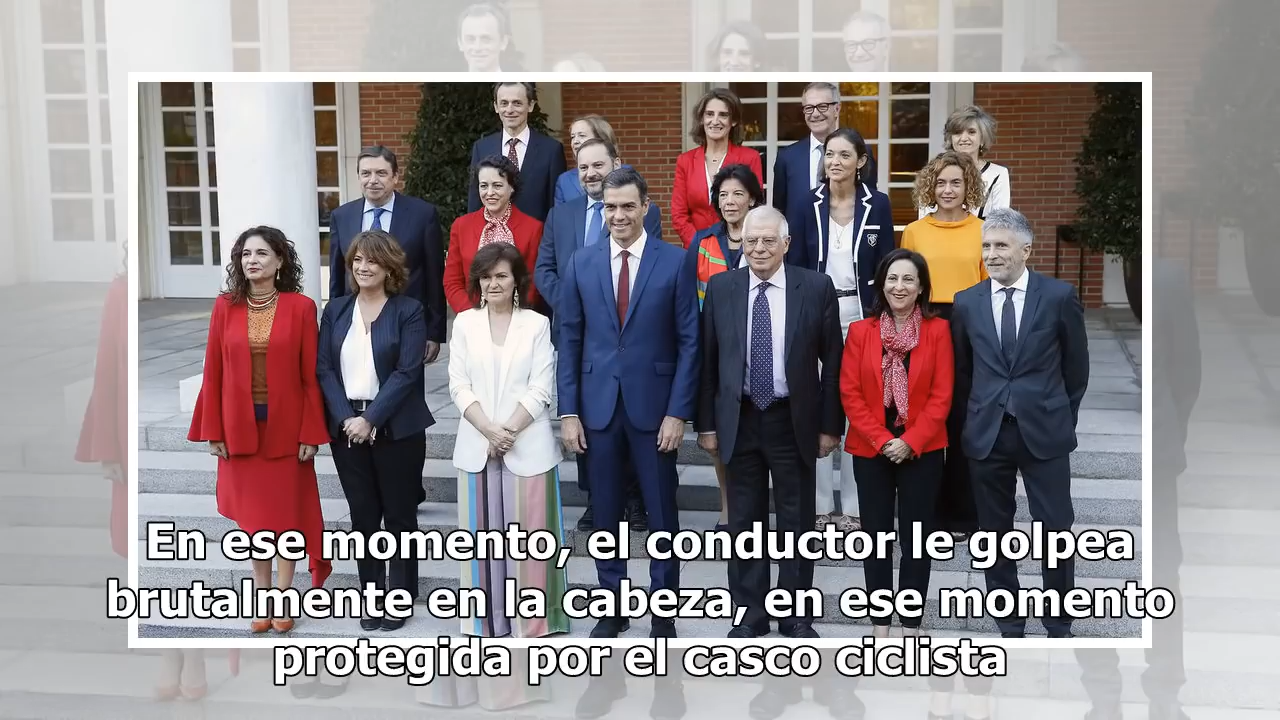 En ese momento, el conductor le golpea
brutalmente en la cabeza, en ese momento
protegida por el casco ciclista